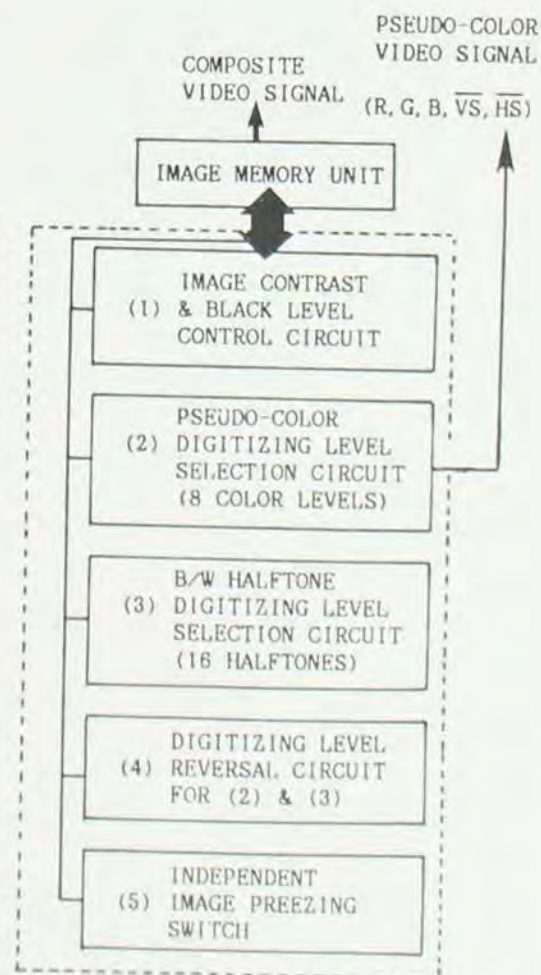 PSEUDO-COLOR
VIDEO SIGNAL
(R, G, B, V̅S̅, H̅S̅)
COMPOSITE
VIDEO SIGNAL
IMAGE MEMORY UNIT
IMAGE CONTRAST
(1) & BLACK LEVEL
CONTROL CIRCUIT
PSEUDO-COLOR
(2) DIGITIZING LEVEL
SELECTION CIRCUIT
(8 COLOR LEVELS)
B/W HALFTONE
(3) DIGITIZING LEVEL
SELECTION CIRCUIT
(16 HALFTONES)
DIGITIZING LEVEL
(4) REVERSAL CIRCUIT
FOR (2) & (3)
INDEPENDENT
(5) IMAGE PREEZING
SWITCH